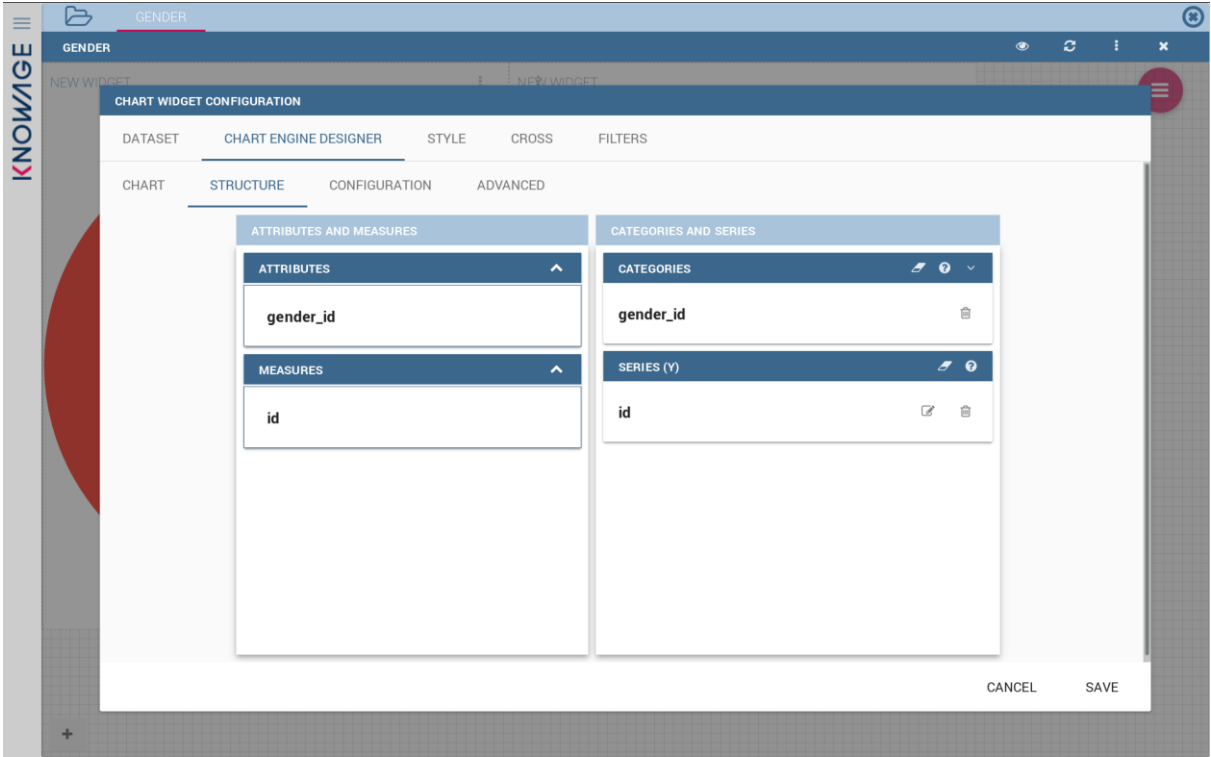 GENDER
KNOWAGE
GENDER
NEW WIDGET
NEW WIDGET
CHART WIDGET CONFIGURATION
DATASET CHART ENGINE DESIGNER STYLE CROSS FILTERS
CHART STRUCTURE CONFIGURATION ADVANCED
ATTRIBUTES AND MEASURES
ATTRIBUTES
gender_id
MEASURES
id
CATEGORIES AND SERIES
CATEGORIES
gender_id
SERIES (Y)
id
CANCEL SAVE